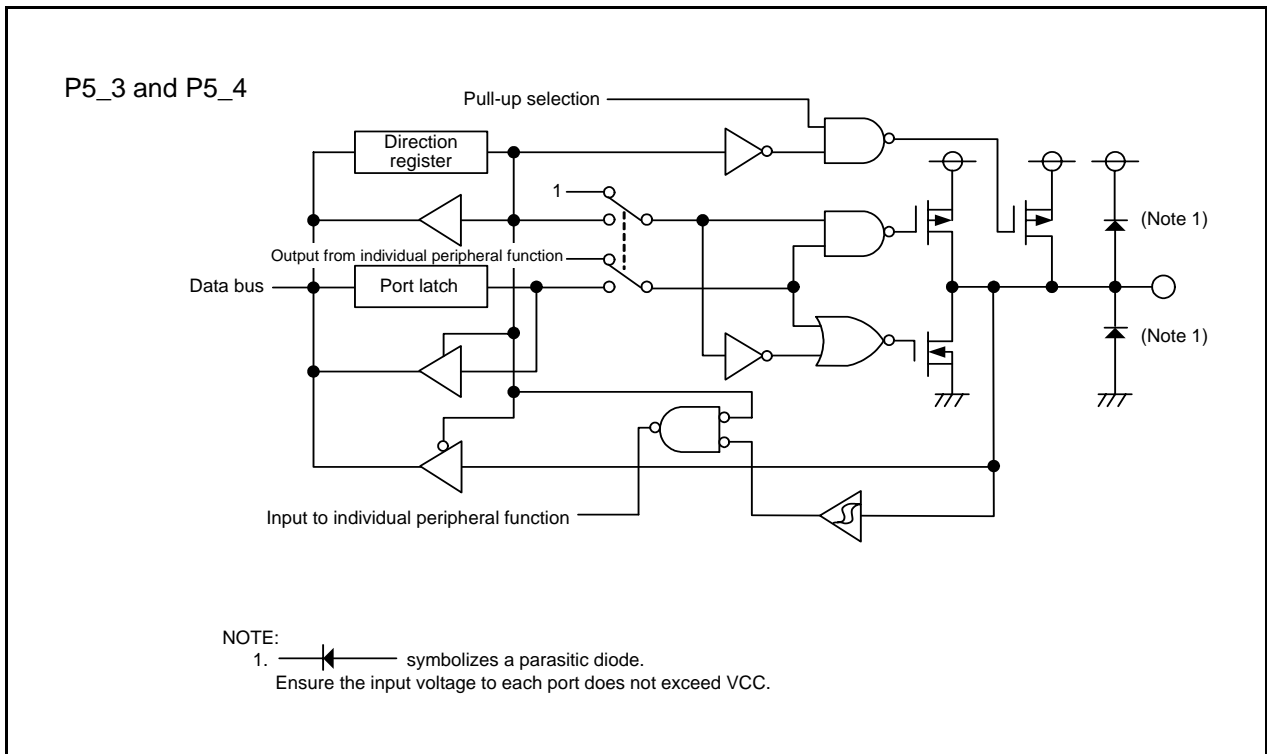 P5_3 and P5_4
Pull-up selection
Direction
register
1
Output from individual peripheral function
Data bus
Port latch
(Note 1)
(Note 1)
Input to individual peripheral function
NOTE:
1. symbolizes a parasitic diode.
Ensure the input voltage to each port does not exceed VCC.